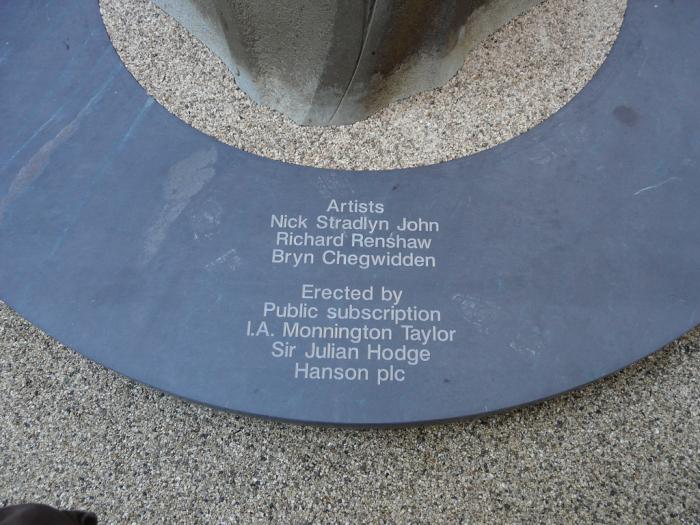 Artists
Nick Stradlyn John
Richard Renshaw
Bryn Chegwidden
Erected by
Public subscription
I.A. Monnington Taylor
Sir Julian Hodge
Hanson plc